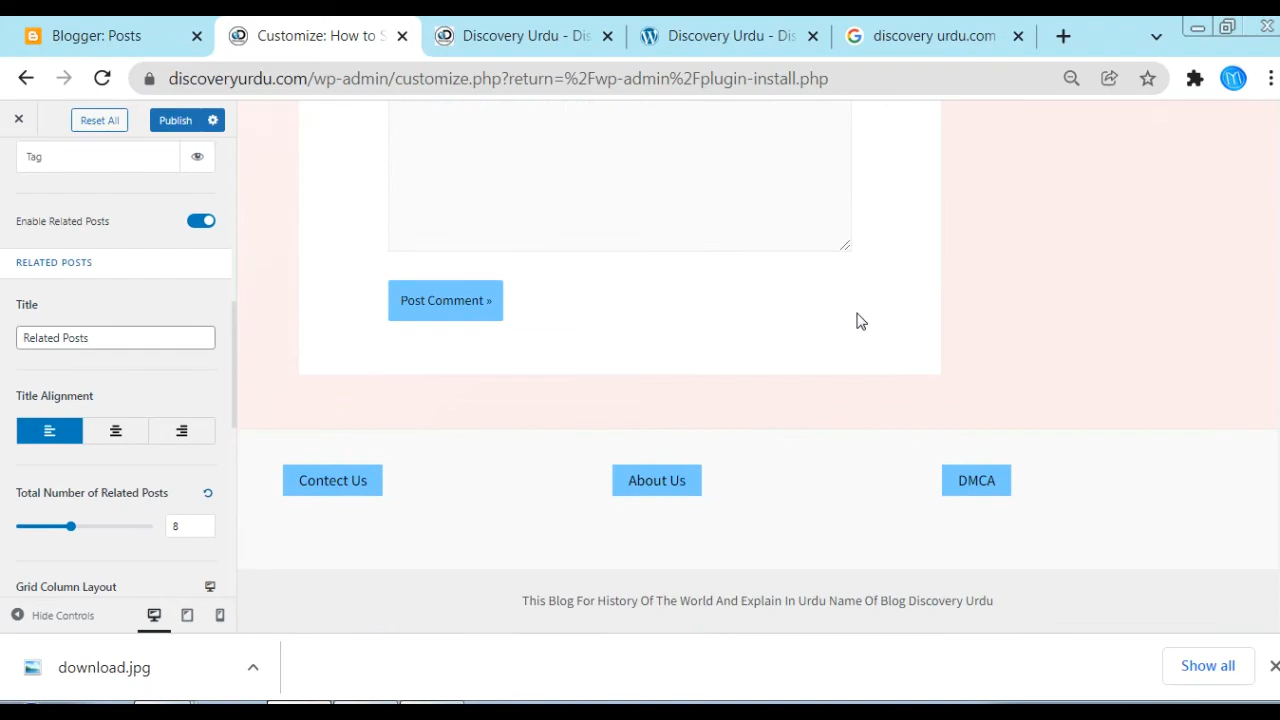 Blogger: Posts
Customize: How to S
Discovery Urdu - Dis
Discovery Urdu - Dis
discovery urdu.com
discoveryurdu.com/wp-admin/customize.php?return=%2Fwp-admin%2Fplugin-install.php
Reset All
Publish
Tag
Enable Related Posts
RELATED POSTS
Title
Related Posts
Title Alignment
Total Number of Related Posts
8
Grid Column Layout
Hide Controls
Post Comment »
Contect Us
About Us
DMCA
This Blog For History Of The World And Explain In Urdu Name Of Blog Discovery Urdu
download.jpg
Show all